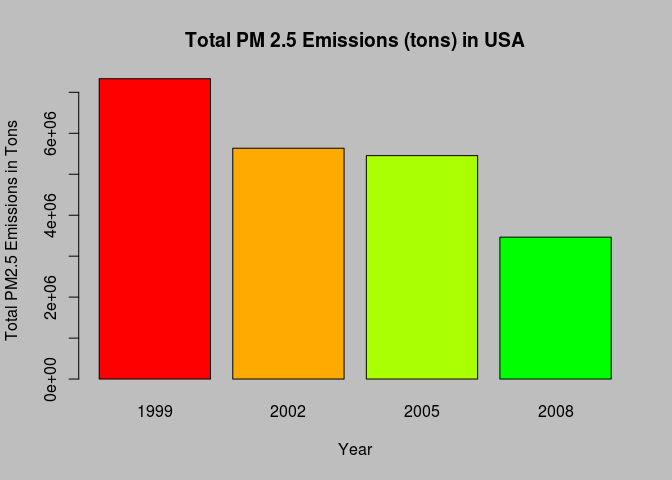 Total PM 2.5 Emissions (tons) in USA
Total PM2.5 Emissions in Tons
6e+06
4e+06
2e+06
0e+00
1999 2002 2005 2008
Year